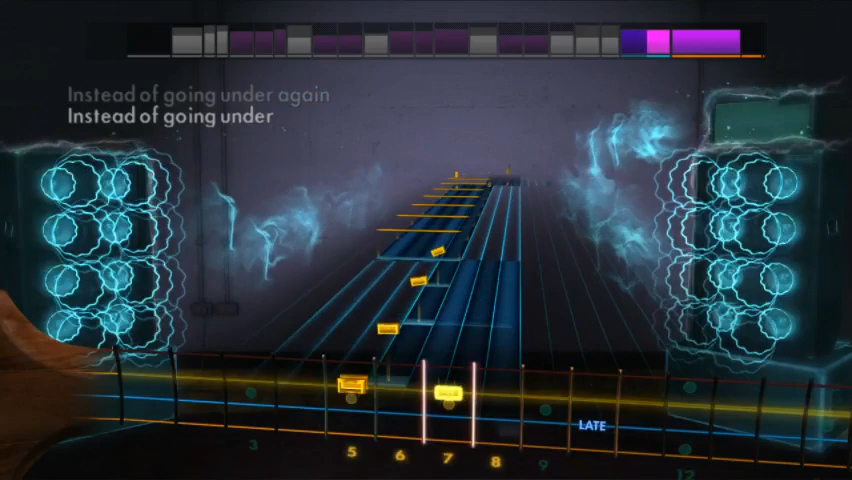 Instead of going under again
Instead of going under
LATE
3 5 6 7 8 9 12